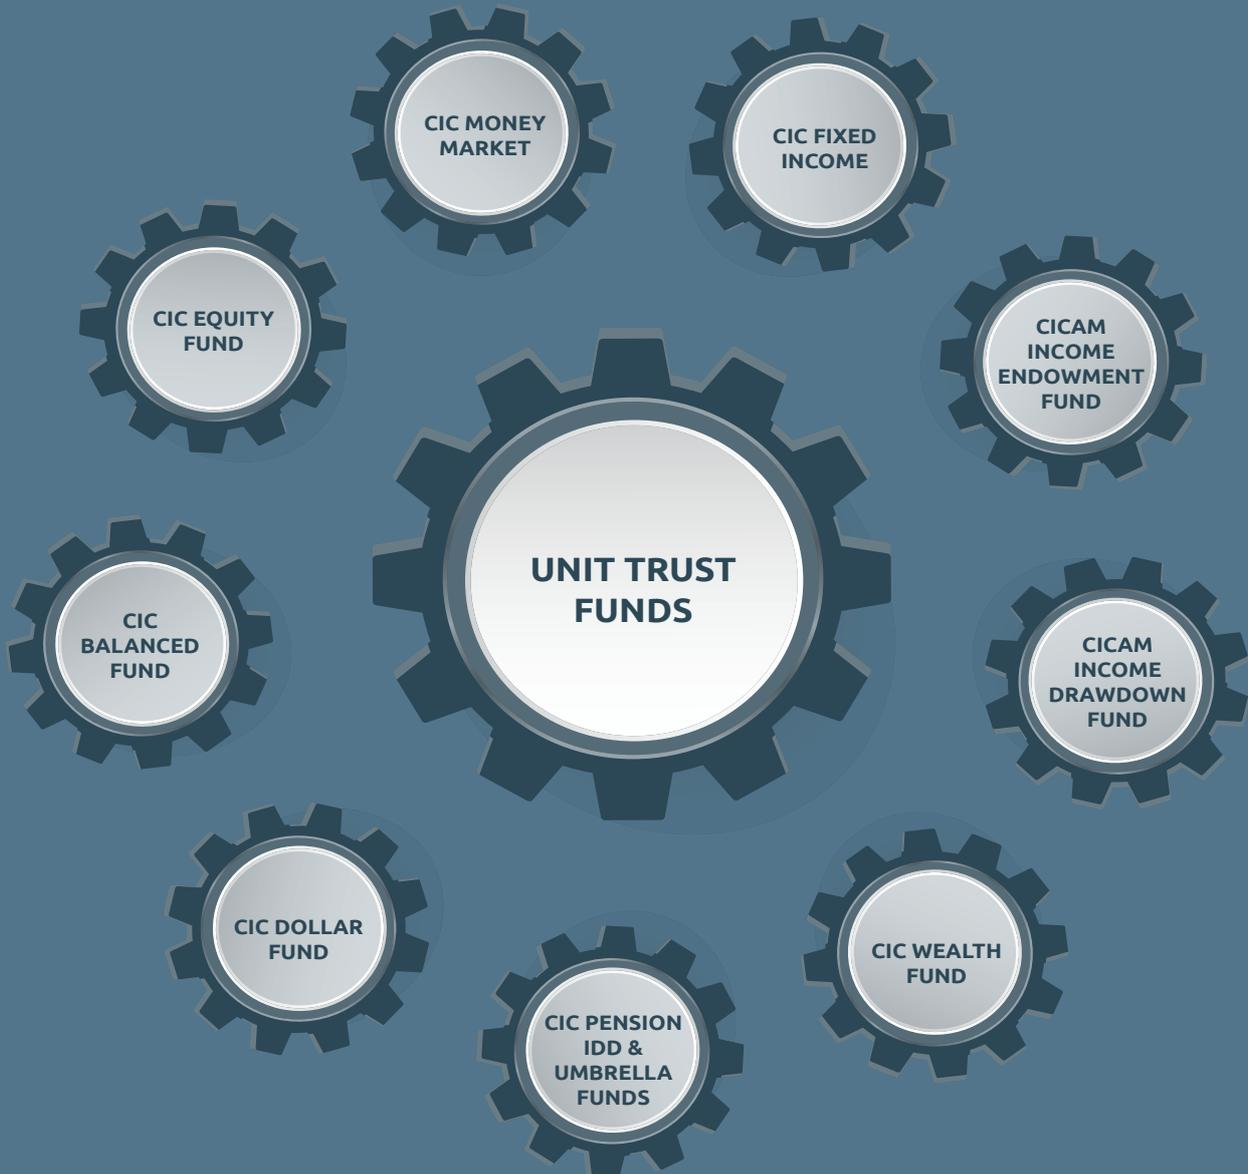 CIC MONEY
MARKET
CIC FIXED
INCOME
CIC EQUITY
FUND
CICAM
INCOME
ENDOWMENT
FUND
UNIT TRUST
FUNDS
CIC
BALANCED
FUND
CICAM
INCOME
DRAWDOWN
FUND
CIC DOLLAR
FUND
CIC WEALTH
FUND
CIC PENSION
IDD &
UMBRELLA
FUNDS